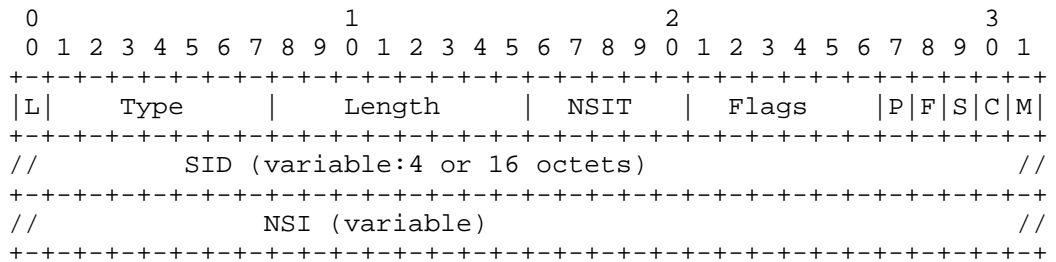 0                   1                   2                   3
 0 1 2 3 4 5 6 7 8 9 0 1 2 3 4 5 6 7 8 9 0 1 2 3 4 5 6 7 8 9 0 1
+-+-+-+-+-+-+-+-+-+-+-+-+-+-+-+-+-+-+-+-+-+-+-+-+-+-+-+-+-+-+-+-+
|L|    Type     |    Length     |  NSIT   |  Flags    |P|F|S|C|M|
+-+-+-+-+-+-+-+-+-+-+-+-+-+-+-+-+-+-+-+-+-+-+-+-+-+-+-+-+-+-+-+-+
//         SID (variable:4 or 16 octets)                       //
+-+-+-+-+-+-+-+-+-+-+-+-+-+-+-+-+-+-+-+-+-+-+-+-+-+-+-+-+-+-+-+-+
//              NSI (variable)                                 //
+-+-+-+-+-+-+-+-+-+-+-+-+-+-+-+-+-+-+-+-+-+-+-+-+-+-+-+-+-+-+-+-+